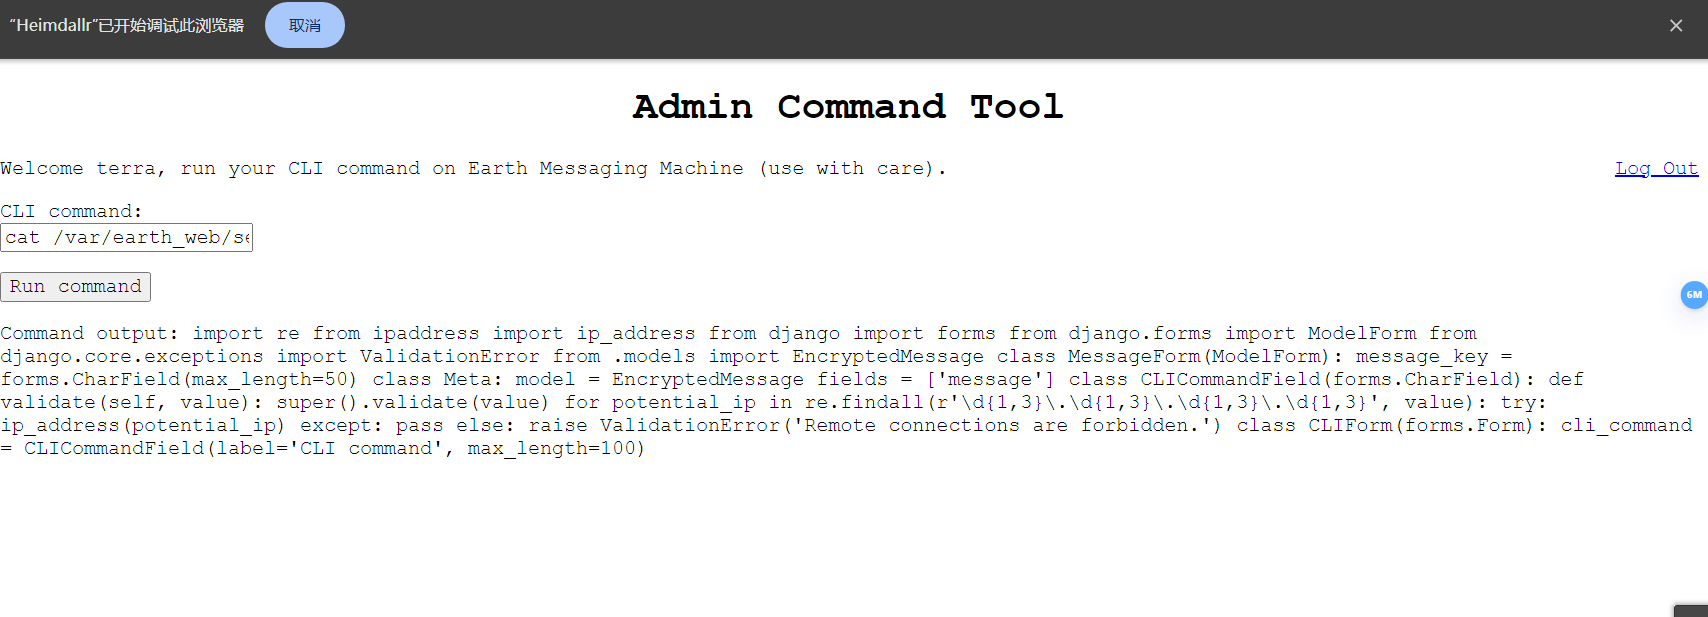 “Heimdallr”已开始调试此浏览器 取消
Admin Command Tool
Welcome terra, run your CLI command on Earth Messaging Machine (use with care). Log Out
CLI command:
cat /var/earth_web/se
Run command
6M
Command output: import re from ipaddress import ip_address from django import forms from django.forms import ModelForm from
django.core.exceptions import ValidationError from .models import EncryptedMessage class MessageForm(ModelForm): message_key =
forms.CharField(max_length=50) class Meta: model = EncryptedMessage fields = ['message'] class CLICommandField(forms.CharField): def
validate(self, value): super().validate(value) for potential_ip in re.findall(r'\d{1,3}\.\d{1,3}\.\d{1,3}\.\d{1,3}', value): try:
ip_address(potential_ip) except: pass else: raise ValidationError('Remote connections are forbidden.') class CLIForm(forms.Form): cli_command
= CLICommandField(label='CLI command', max_length=100)